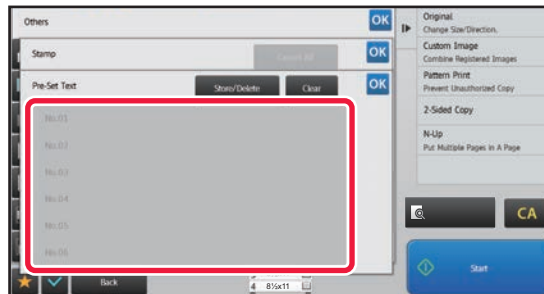 Others
OK
Stamp
Cancel All
OK
Pre-Set Text
Store/Delete
Clear
OK
No.01
No.02
No.03
No.04
No.05
No.06
Back
4 8½x11
Original
Change Size/Direction.
Custom Image
Combine Registered Images
Pattern Print
Prevent Unauthorized Copy
2-Sided Copy
N-Up
Put Multiple Pages in A Page
CA
Start